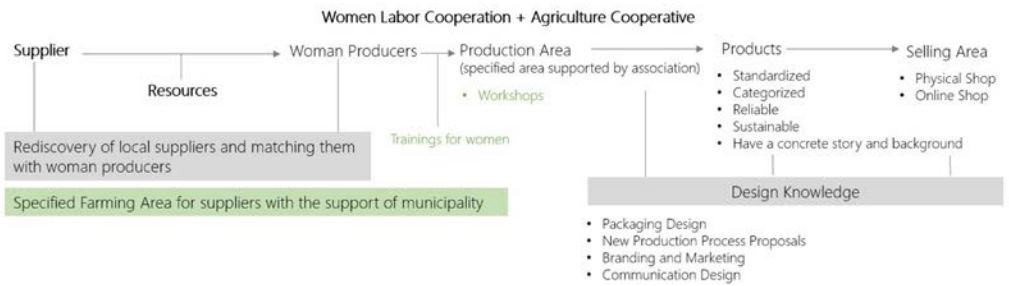 Women Labor Cooperation + Agriculture Cooperative
Supplier
Resources
Woman Producers
Production Area
(specified area supported by association)
• Workshops
Trainings for women
Products
• Standardized
• Categorized
• Reliable
• Sustainable
• Have a concrete story and background
Selling Area
• Physical Shop
• Online Shop
Rediscovery of local suppliers and matching them
with woman producers
Specified Farming Area for suppliers with the support of municipality
Design Knowledge
• Packaging Design
• New Production Process Proposals
• Branding and Marketing
• Communication Design